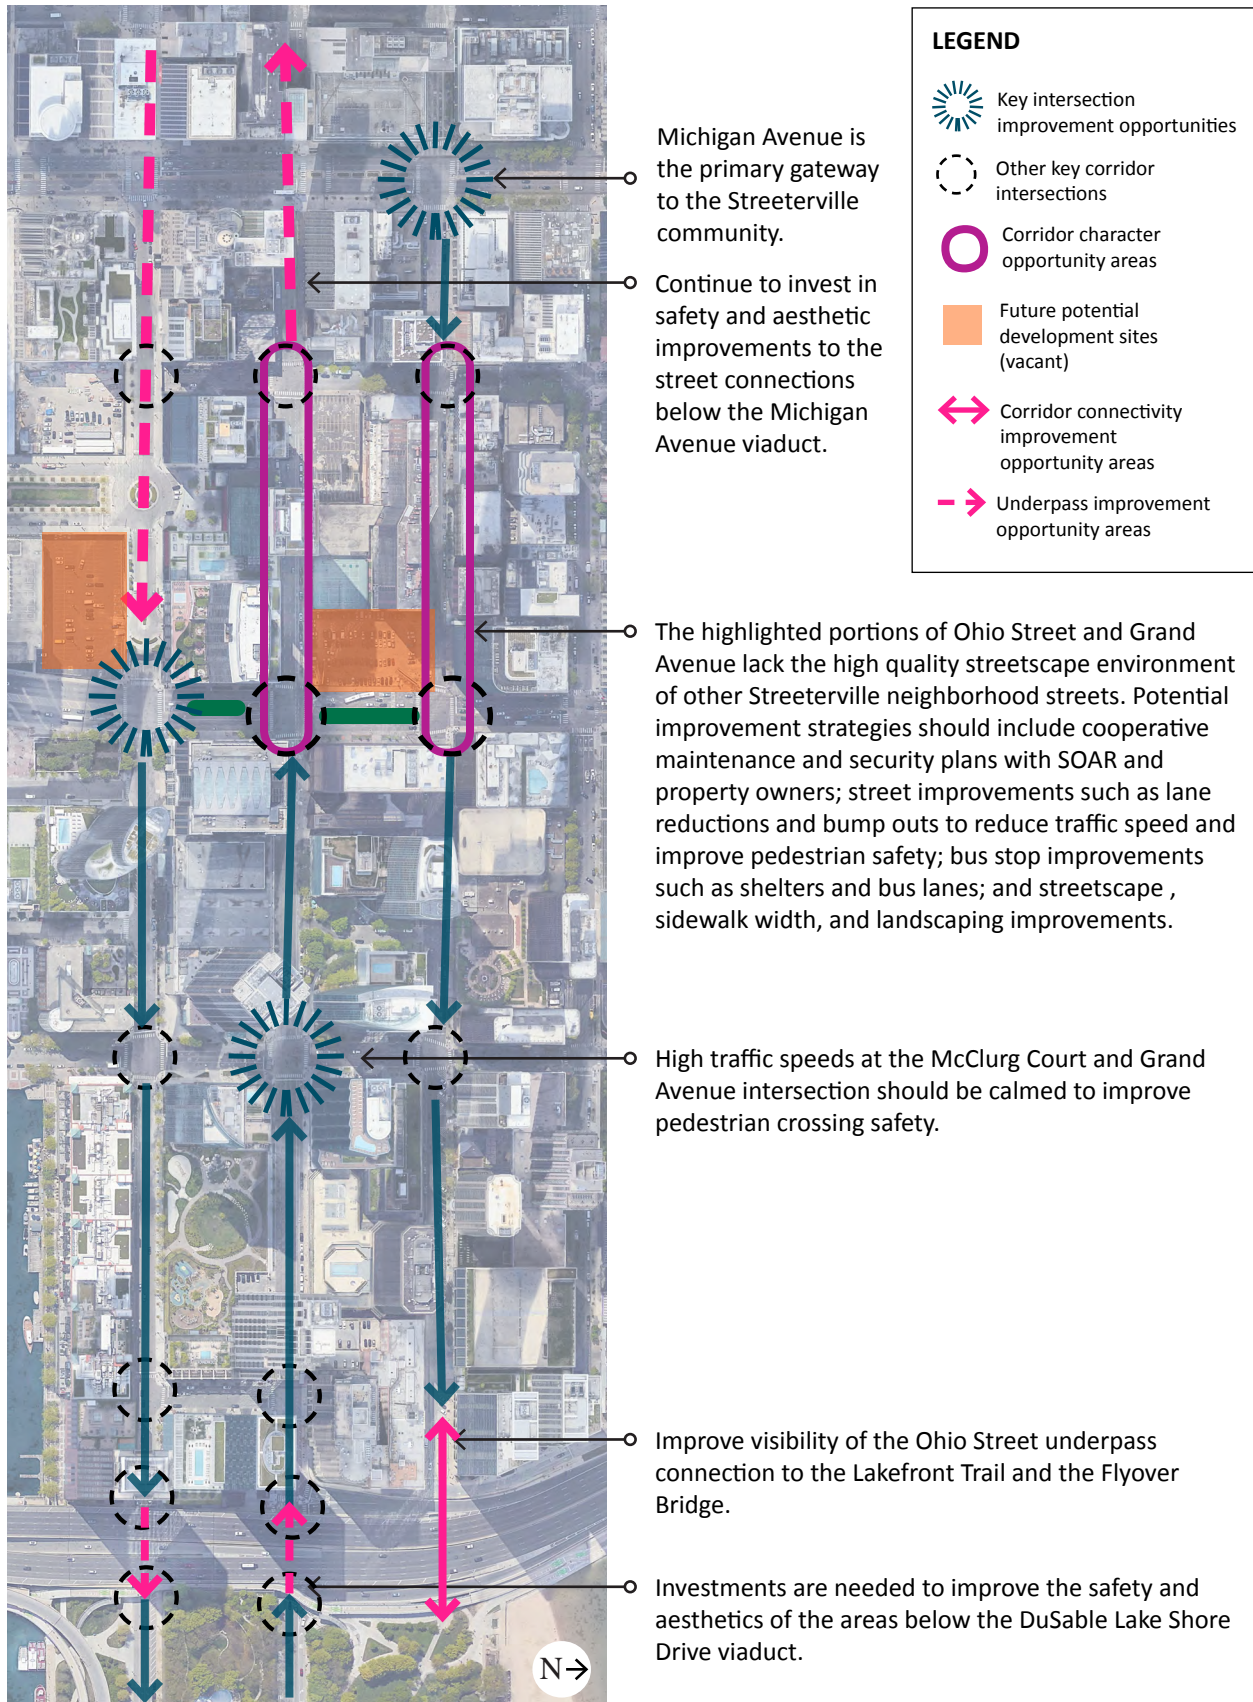 LEGEND
Key intersection
improvement opportunities
Other key corridor
intersections
Corridor character
opportunity areas
Future potential
development sites
(vacant)
Corridor connectivity
improvement
opportunity areas
Underpass improvement
opportunity areas
Michigan Avenue is
the primary gateway
to the Streeterville
community.
Continue to invest in
safety and aesthetic
improvements to the
street connections
below the Michigan
Avenue viaduct.
The highlighted portions of Ohio Street and Grand
Avenue lack the high quality streetscape environment
of other Streeterville neighborhood streets. Potential
improvement strategies should include cooperative
maintenance and security plans with SOAR and
property owners; street improvements such as lane
reductions and bump outs to reduce traffic speed and
improve pedestrian safety; bus stop improvements
such as shelters and bus lanes; and streetscape ,
sidewalk width, and landscaping improvements.
High traffic speeds at the McClurg Court and Grand
Avenue intersection should be calmed to improve
pedestrian crossing safety.
Improve visibility of the Ohio Street underpass
connection to the Lakefront Trail and the Flyover
Bridge.
Investments are needed to improve the safety and
aesthetics of the areas below the DuSable Lake Shore
Drive viaduct.
N→